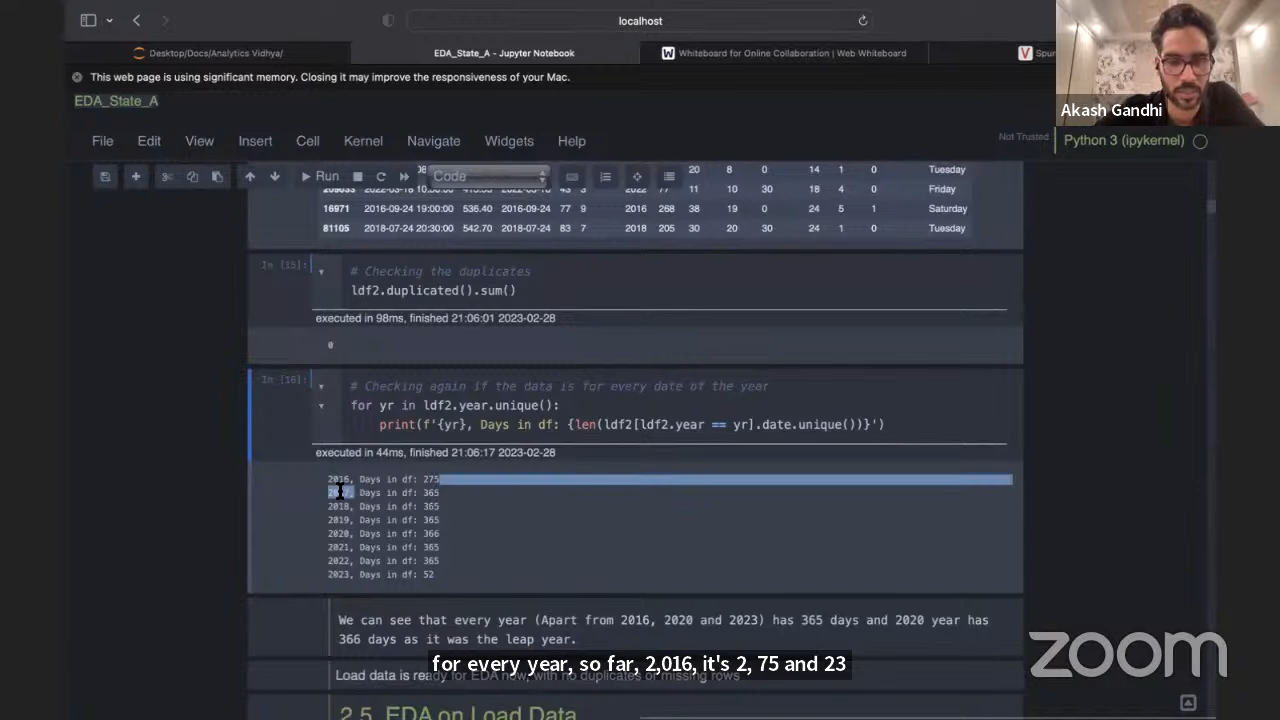 localhost
Desktop/Docs/Analytics Vidhya/
EDA_State_A - Jupyter Notebook
Whiteboard for Online Collaboration | Web Whiteboard
Spun
This web page is using significant memory. Closing it may improve the responsiveness of your Mac.
Akash Gandhi
EDA_State_A
File Edit View Insert Cell Kernel Navigate Widgets Help
Not Trusted
Python 3 (ipykernel)
Run
Code
20 8 0 14 1 0 Tuesday
10 30 18 4 0 Friday
16971 2016-09-24 19:00:00 536.40 2016-09-24 77 9 2016 268 38 19 0 24 5 1 Saturday
81105 2018-07-24 20:30:00 542.70 2018-07-24 83 7 2018 205 30 20 30 24 1 0 Tuesday
In [15]:
# Checking the duplicates
ldf2.duplicated().sum()
executed in 98ms, finished 21:06:01 2023-02-28
0
In [16]:
# Checking again if the data is for every date of the year
for yr in ldf2.year.unique():
print(f'{yr}, Days in df: {len(ldf2[ldf2.year == yr].date.unique())}')
executed in 44ms, finished 21:06:17 2023-02-28
2016, Days in df: 275
2017, Days in df: 365
2018, Days in df: 365
2019, Days in df: 365
2020, Days in df: 366
2021, Days in df: 365
2022, Days in df: 365
2023, Days in df: 52
We can see that every year (Apart from 2016, 2020 and 2023) has 365 days and 2020 year has
366 days as it was the leap year.
for every year, so far, 2,016, it's 2, 75 and 23
Load data is ready for EDA now, with no duplicates or missing rows
2.5 EDA on Load Data
zoom